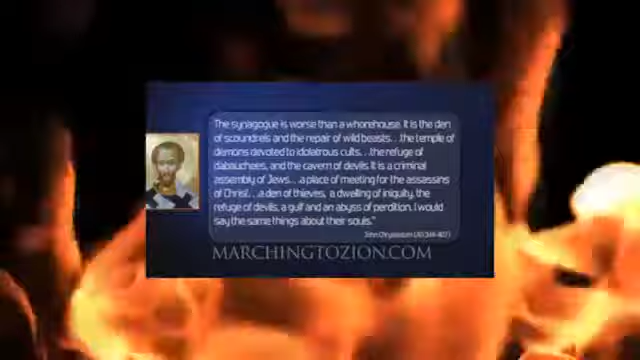 The synagogue is worse than a whorehouse. It is the den
of scoundrels and the repair of wild beasts. . .the temple of
demons devoted to idolatrous cults. . .the refuge of
dabauchees, and the cavern of devils. It is a criminal
assembly of Jews. . .a place of meeting for the assassins
of Christ. . .a den of thieves, a dwelling of iniquity, the
refuge of devils, a gulf and an abyss of perdition. I would
say the same things about their souls."
John Chrysostom (AD 344-407)
MARCHINGTOZION.COM